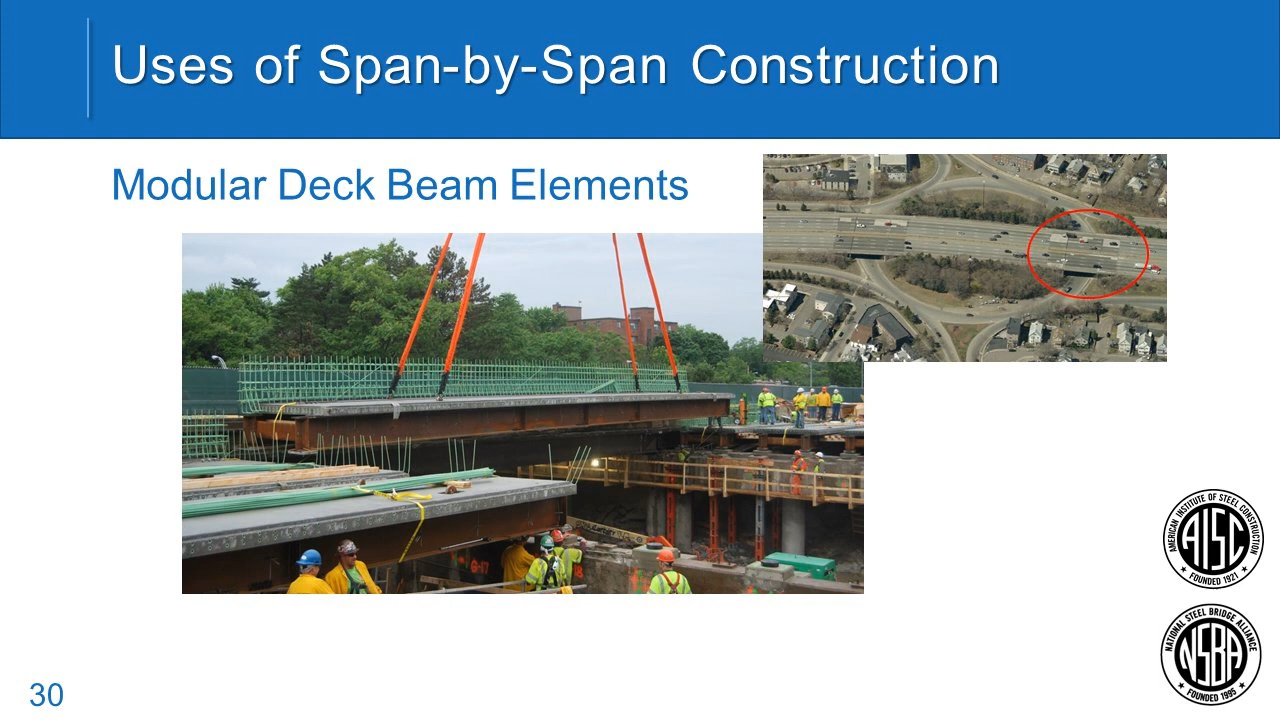 Uses of Span-by-Span Construction
Modular Deck Beam Elements
G-17
AMERICAN INSTITUTE OF STEEL CONSTRUCTION
AISC
★ FOUNDED 1921 ★
NATIONAL STEEL BRIDGE ALLIANCE
NSBA
★ FOUNDED 1995 ★
30